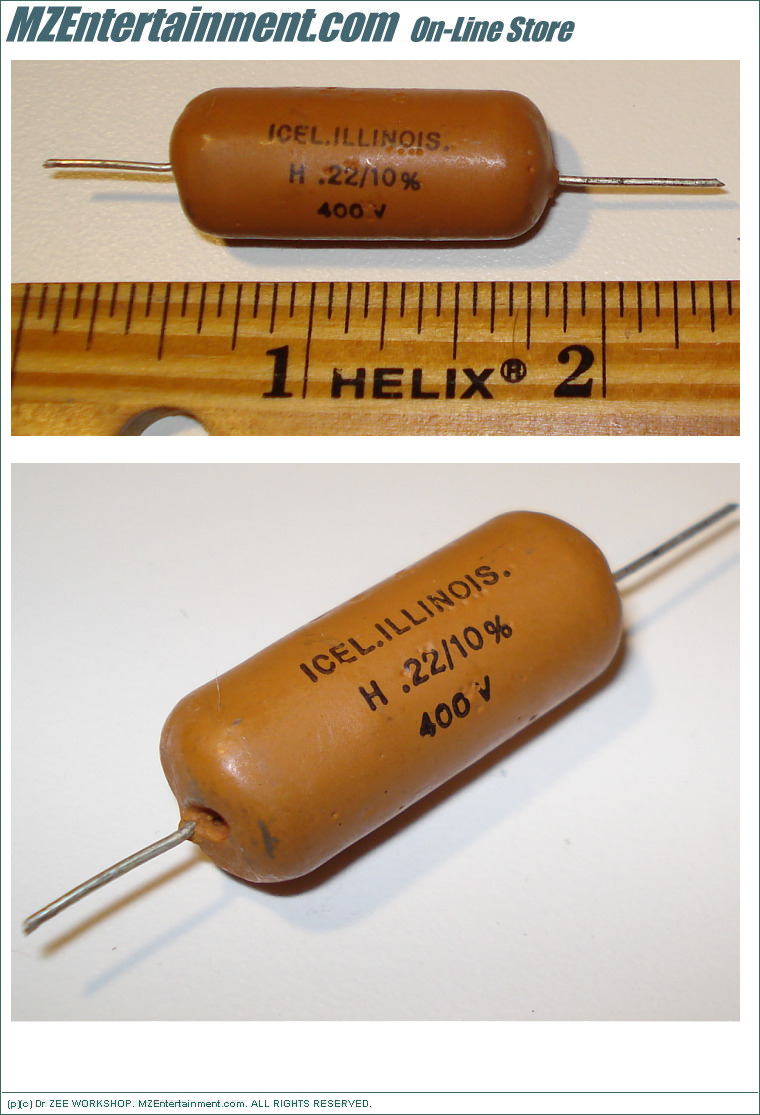 MZEntertainment.com On-Line Store
ICEL.ILLINOIS.
H .22/10%
400 V
1 HELIX® 2
ICEL.ILLINOIS.
H .22/10%
400 V
(p)(c) Dr ZEE WORKSHOP. MZEntertainment.com. ALL RIGHTS RESERVED.